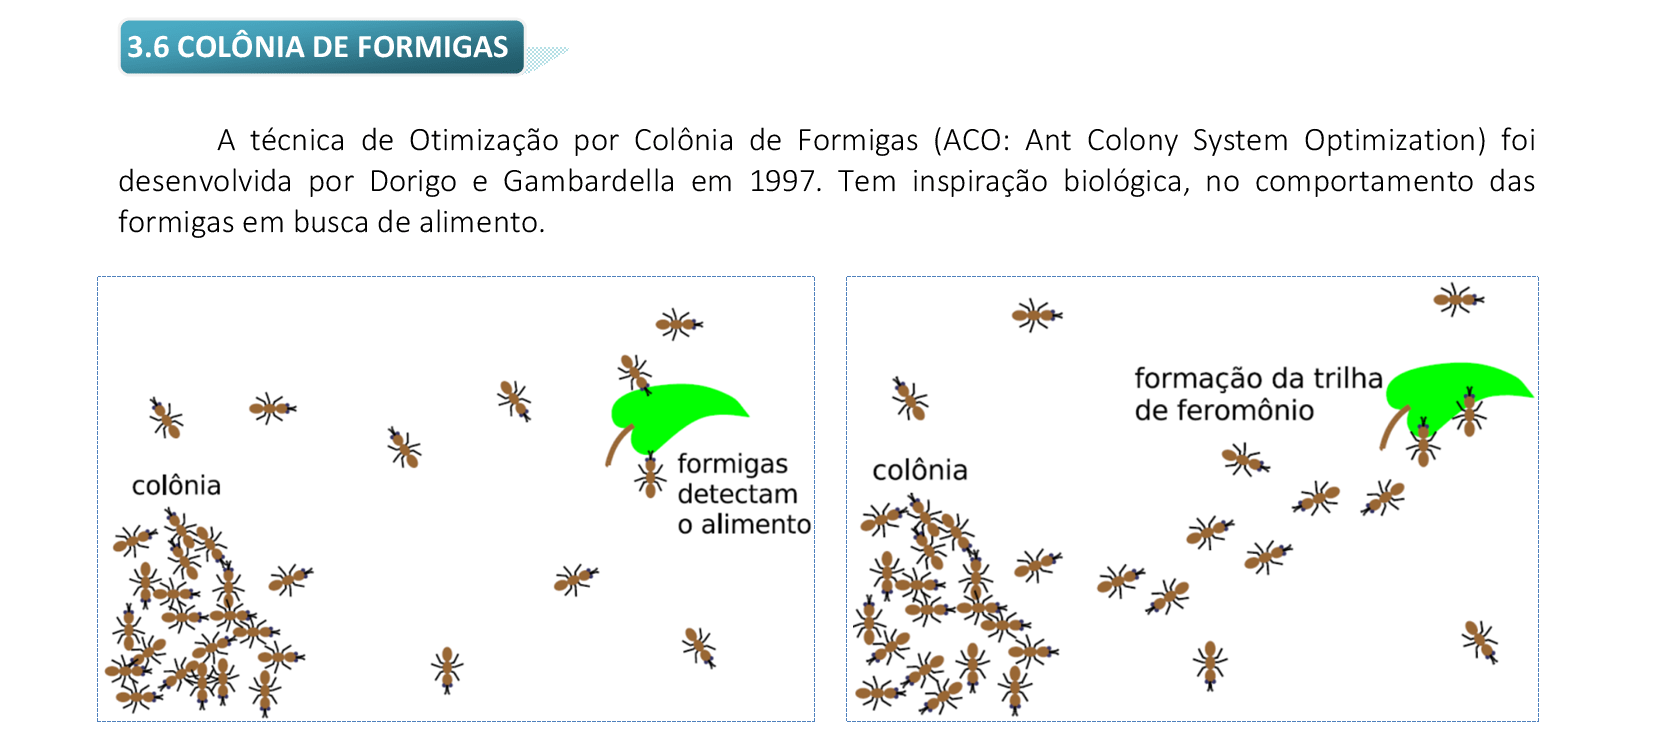 3.6 COLÔNIA DE FORMIGAS
A técnica de Otimização por Colônia de Formigas (ACO: Ant Colony System Optimization) foi
desenvolvida por Dorigo e Gambardella em 1997. Tem inspiração biológica, no comportamento das
formigas em busca de alimento.
colônia
formigas
detectam
o alimento
formação da trilha
de feromônio
colônia